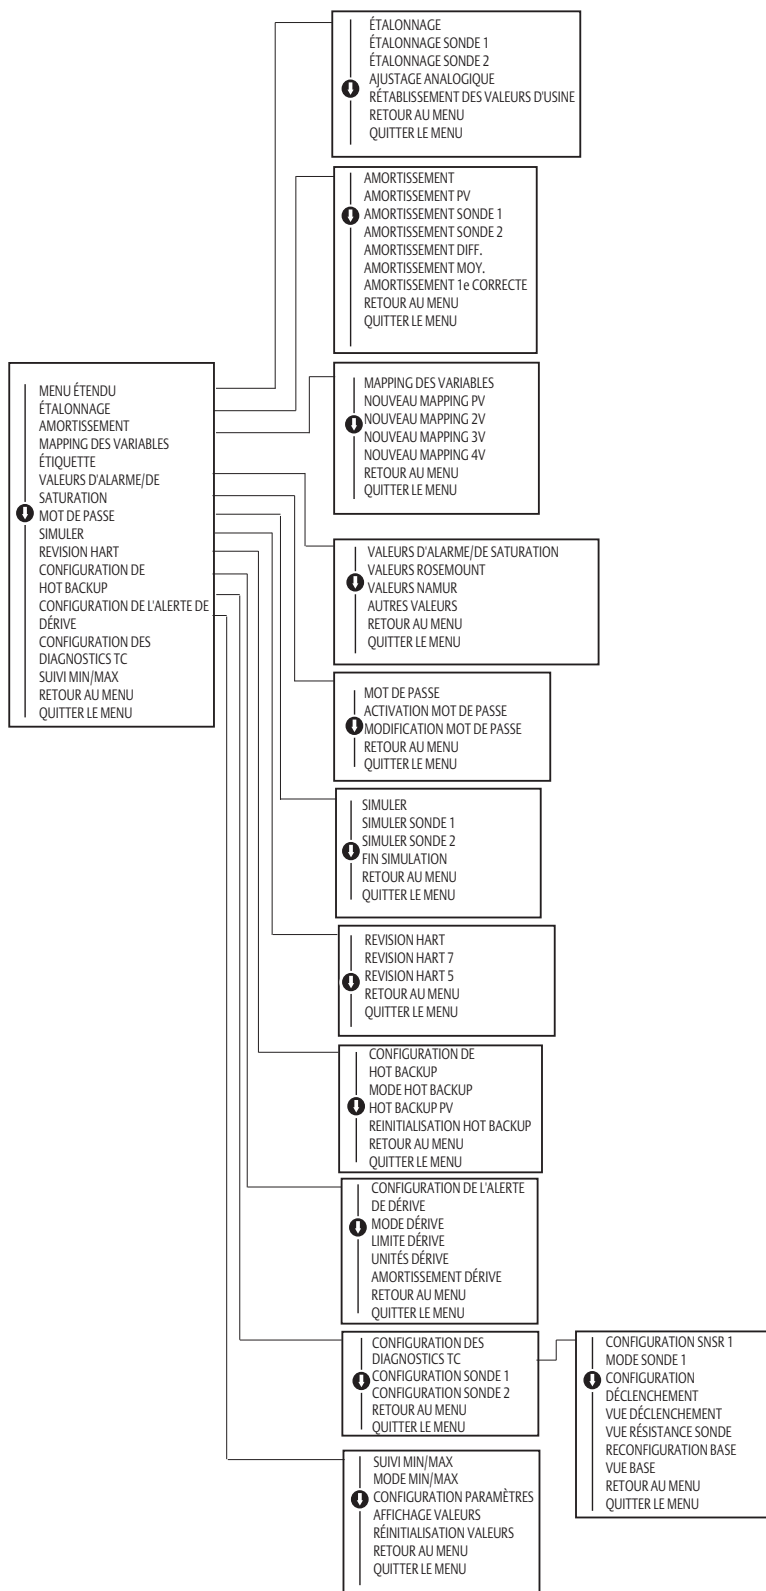 ÉTALONNAGE
ÉTALONNAGE SONDE 1
ÉTALONNAGE SONDE 2
AJUSTAGE ANALOGIQUE
RÉTABLISSEMENT DES VALEURS D'USINE
RETOUR AU MENU
QUITTER LE MENU
AMORTISSEMENT
AMORTISSEMENT PV
AMORTISSEMENT SONDE 1
AMORTISSEMENT SONDE 2
AMORTISSEMENT DIFF.
AMORTISSEMENT MOY.
AMORTISSEMENT 1e CORRECTE
RETOUR AU MENU
QUITTER LE MENU
MENU ÉTENDU
ÉTALONNAGE
AMORTISSEMENT
MAPPING DES VARIABLES
ÉTIQUETTE
VALEURS D'ALARME/DE
SATURATION
MOT DE PASSE
SIMULER
REVISION HART
CONFIGURATION DE
HOT BACKUP
CONFIGURATION DE L'ALERTE DE
DÉRIVE
CONFIGURATION DES
DIAGNOSTICS TC
SUIVI MIN/MAX
RETOUR AU MENU
QUITTER LE MENU
MAPPING DES VARIABLES
NOUVEAU MAPPING PV
NOUVEAU MAPPING 2V
NOUVEAU MAPPING 3V
NOUVEAU MAPPING 4V
RETOUR AU MENU
QUITTER LE MENU
VALEURS D'ALARME/DE SATURATION
VALEURS ROSEMOUNT
VALEURS NAMUR
AUTRES VALEURS
RETOUR AU MENU
QUITTER LE MENU
MOT DE PASSE
ACTIVATION MOT DE PASSE
MODIFICATION MOT DE PASSE
RETOUR AU MENU
QUITTER LE MENU
SIMULER
SIMULER SONDE 1
SIMULER SONDE 2
FIN SIMULATION
RETOUR AU MENU
QUITTER LE MENU
REVISION HART
REVISION HART 7
REVISION HART 5
RETOUR AU MENU
QUITTER LE MENU
CONFIGURATION DE
HOT BACKUP
MODE HOT BACKUP
HOT BACKUP PV
REINITIALISATION HOT BACKUP
RETOUR AU MENU
QUITTER LE MENU
CONFIGURATION DE L'ALERTE
DE DÉRIVE
MODE DÉRIVE
LIMITE DÉRIVE
UNITÉS DÉRIVE
AMORTISSEMENT DÉRIVE
RETOUR AU MENU
QUITTER LE MENU
CONFIGURATION DES
DIAGNOSTICS TC
CONFIGURATION SONDE 1
CONFIGURATION SONDE 2
RETOUR AU MENU
QUITTER LE MENU
CONFIGURATION SNSR 1
MODE SONDE 1
CONFIGURATION
DÉCLENCHEMENT
VUE DÉCLENCHEMENT
VUE RÉSISTANCE SONDE
RECONFIGURATION BASE
VUE BASE
RETOUR AU MENU
QUITTER LE MENU
SUIVI MIN/MAX
MODE MIN/MAX
CONFIGURATION PARAMÈTRES
AFFICHAGE VALEURS
RÉINITIALISATION VALEURS
RETOUR AU MENU
QUITTER LE MENU